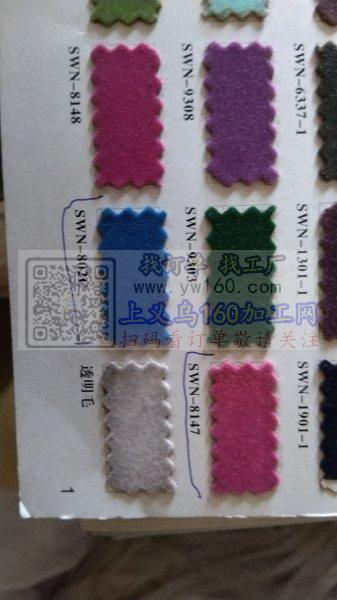 SWN-8148
SWN-9308
SWN-6337-1
SWN-1301-1
找订单 找工厂
www.yw160.com
上义乌160加工网
扫码看订单敬请关注
透明毛
SWN-8147
SWN-1901-1
1